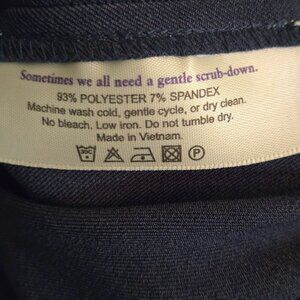 Sometimes we all need a gentle scrub-down.
93% POLYESTER 7% SPANDEX
Machine wash cold, gentle cycle, or dry clean.
No bleach, Low iron. Do not tumble dry.
Made in Vietnam.
P